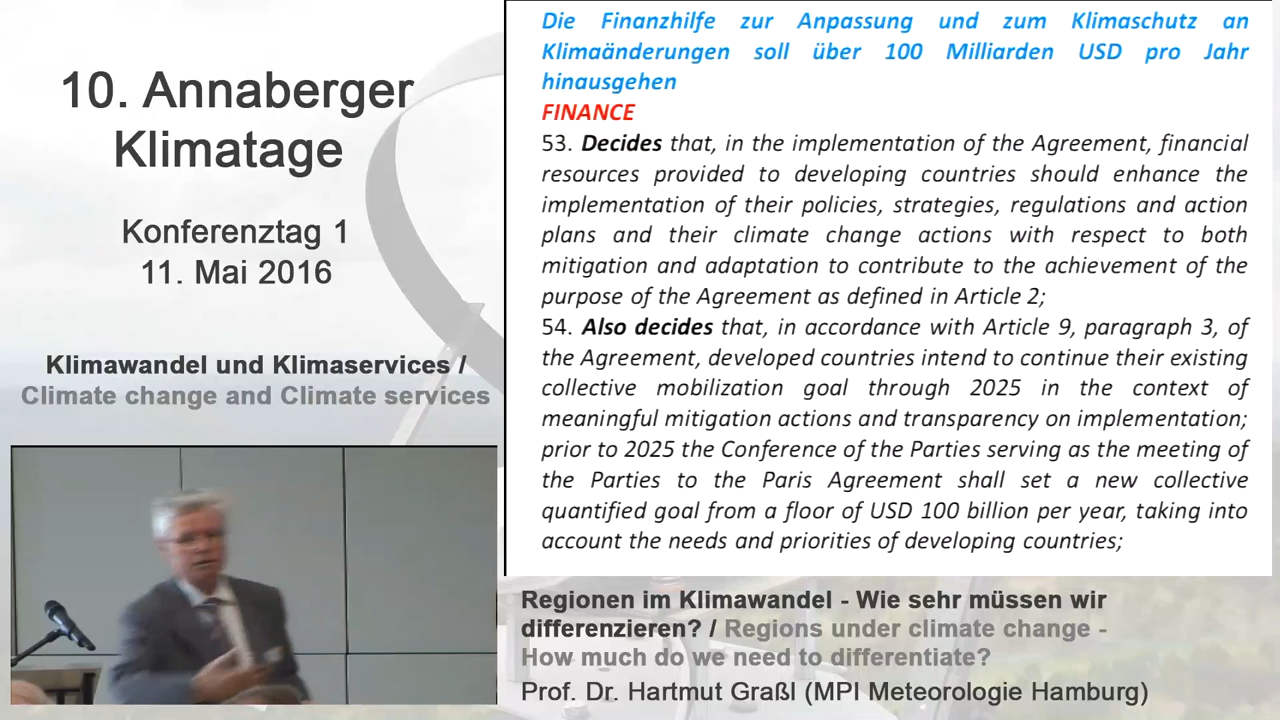 10. Annaberger
Klimatage
Konferenztag 1
11. Mai 2016
Klimawandel und Klimaservices /
Climate change and Climate services
Die Finanzhilfe zur Anpassung und zum Klimaschutz an
Klimaänderungen soll über 100 Milliarden USD pro Jahr
hinausgehen
FINANCE
53. Decides that, in the implementation of the Agreement, financial
resources provided to developing countries should enhance the
implementation of their policies, strategies, regulations and action
plans and their climate change actions with respect to both
mitigation and adaptation to contribute to the achievement of the
purpose of the Agreement as defined in Article 2;
54. Also decides that, in accordance with Article 9, paragraph 3, of
the Agreement, developed countries intend to continue their existing
collective mobilization goal through 2025 in the context of
meaningful mitigation actions and transparency on implementation;
prior to 2025 the Conference of the Parties serving as the meeting of
the Parties to the Paris Agreement shall set a new collective
quantified goal from a floor of USD 100 billion per year, taking into
account the needs and priorities of developing countries;
Regionen im Klimawandel - Wie sehr müssen wir
differenzieren? / Regions under climate change -
How much do we need to differentiate?
Prof. Dr. Hartmut Graßl (MPI Meteorologie Hamburg)